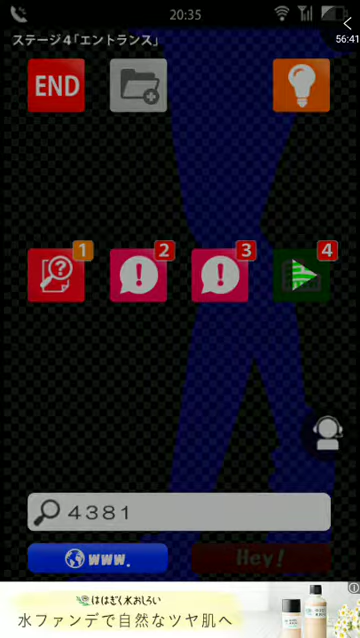 20:35
ステージ4「エントランス」
56:41
END
1
2
3
4
4381
www.
Hey!
ははぎく水おしろい
水ファンデで自然なツヤ肌へ